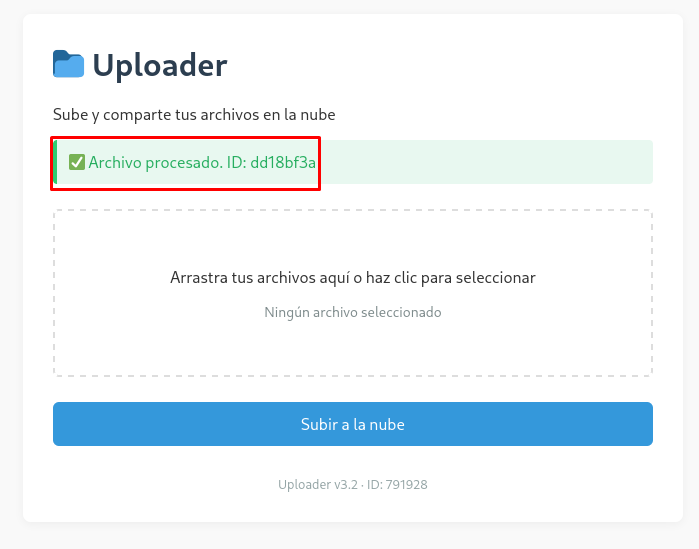 Uploader
Sube y comparte tus archivos en la nube
Archivo procesado. ID: dd18bf3a
Arrastra tus archivos aquí o haz clic para seleccionar
Ningún archivo seleccionado
Subir a la nube
Uploader v3.2 · ID: 791928